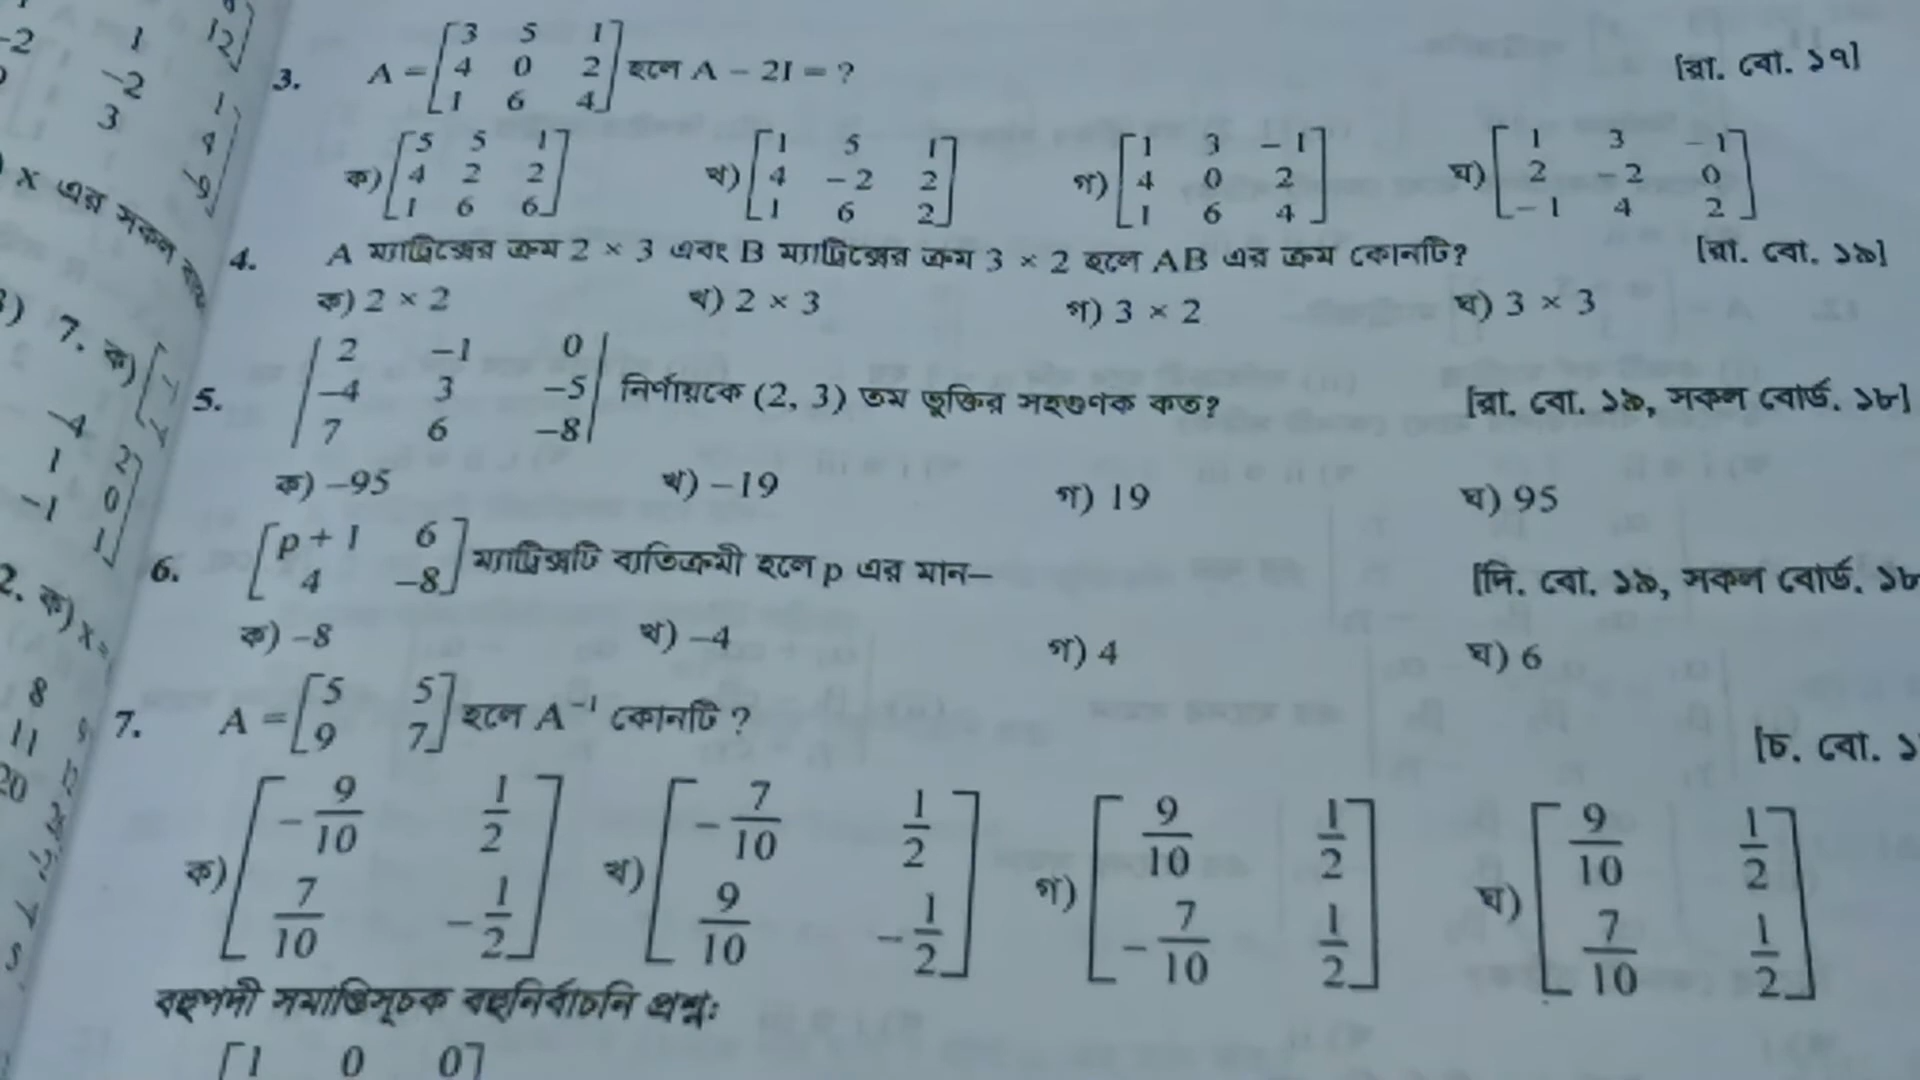 3. A = [3 5 1; 4 0 2; 1 6 4] হলে A – 2I = ? [রা. বো. ১৭]
ক) [5 5 1; 4 2 2; 1 6 6] খ) [1 5 1; 4 –2 2; 1 6 2] গ) [1 3 –1; 4 0 2; 1 6 4] ঘ) [1 3 –1; 2 –2 0; –1 4 2]
4. A ম্যাট্রিক্সের ক্রম 2 × 3 এবং B ম্যাট্রিক্সের ক্রম 3 × 2 হলে AB এর ক্রম কোনটি? [রা. বো. ১৯]
ক) 2 × 2 খ) 2 × 3 গ) 3 × 2 ঘ) 3 × 3
5. |2 –1 0; –4 3 –5; 7 6 –8| নির্ণায়কে (2, 3) তম ভুক্তির সহগুণক কত? [রা. বো. ১৯, সকল বোর্ড. ১৮]
ক) –95 খ) –19 গ) 19 ঘ) 95
6. [p + 1 6; 4 –8] ম্যাট্রিক্সটি ব্যতিক্রমী হলে p এর মান– [দি. বো. ১৯, সকল বোর্ড. ১৮
ক) –8 খ) –4 গ) 4 ঘ) 6
7. A = [5 5; 9 7] হলে A⁻¹ কোনটি ? [চ. বো.
ক) [–9/10 1/2; 7/10 –1/2] খ) [–7/10 1/2; 9/10 –1/2] গ) [9/10 1/2; –7/10 1/2] ঘ) [9/10 1/2; 7/10 1/2]
বহুপদী সমাপ্তিসূচক বহুনির্বাচনি প্রশ্ন:
[1 0 0]